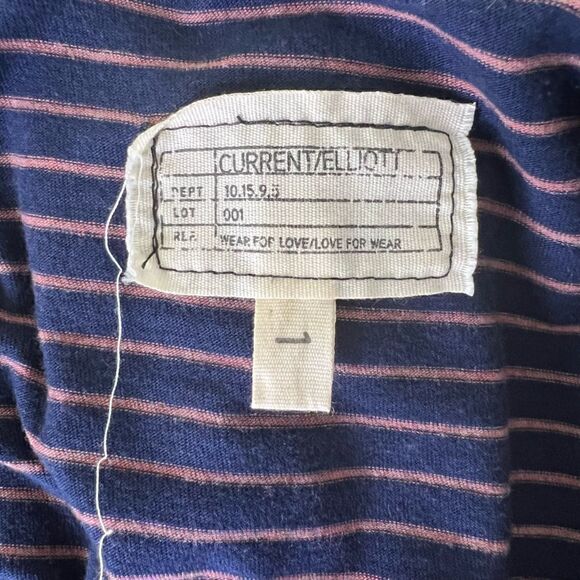 CURRENT/ELLIOTT
DEPT 10.15.9.5
LOT 001
REF. WEAR FOR LOVE/LOVE FOR WEAR
1